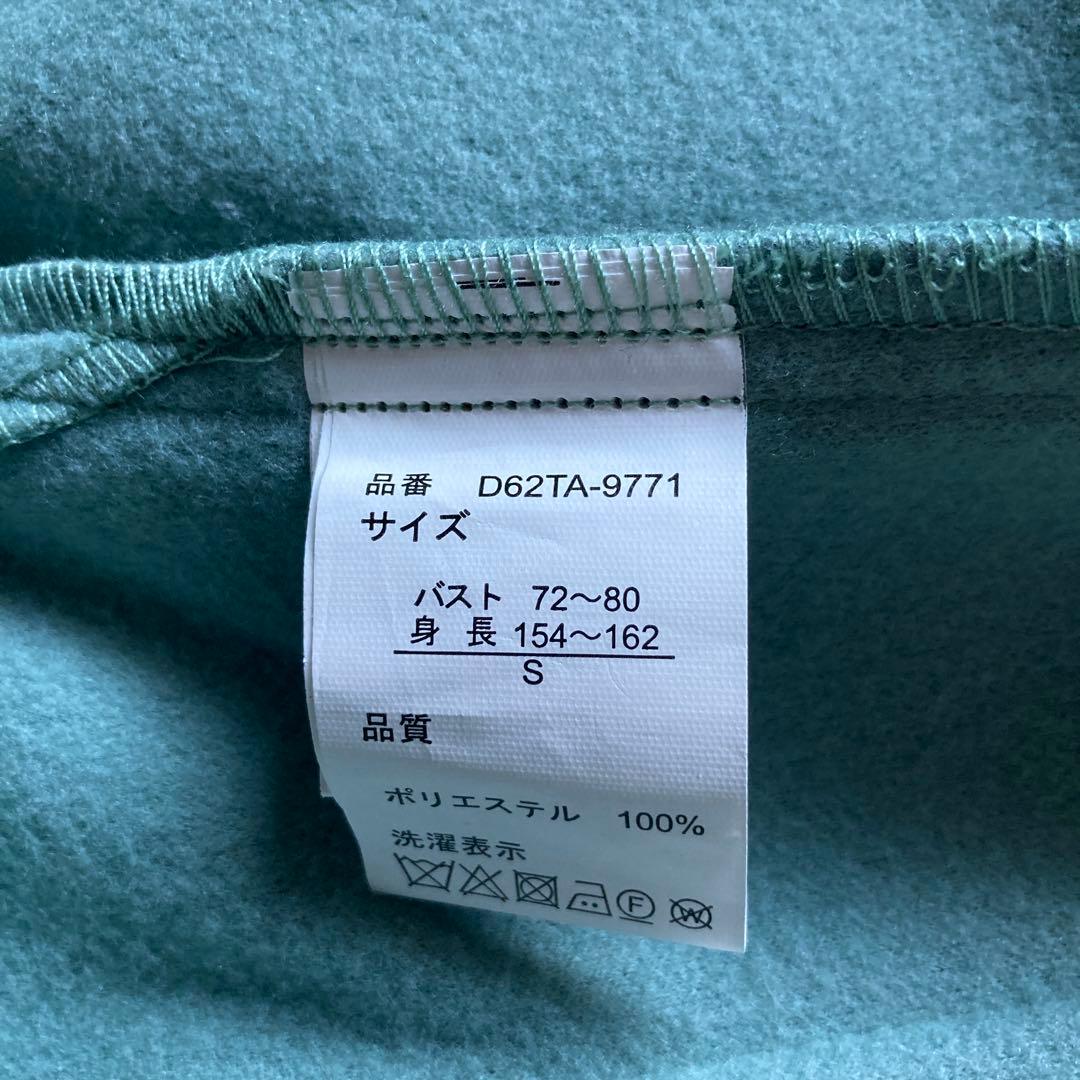 品番 D62TA-9771
サイズ
バスト 72～80
身長 154～162
S
品質
ポリエステル 100%
洗濯表示
F W